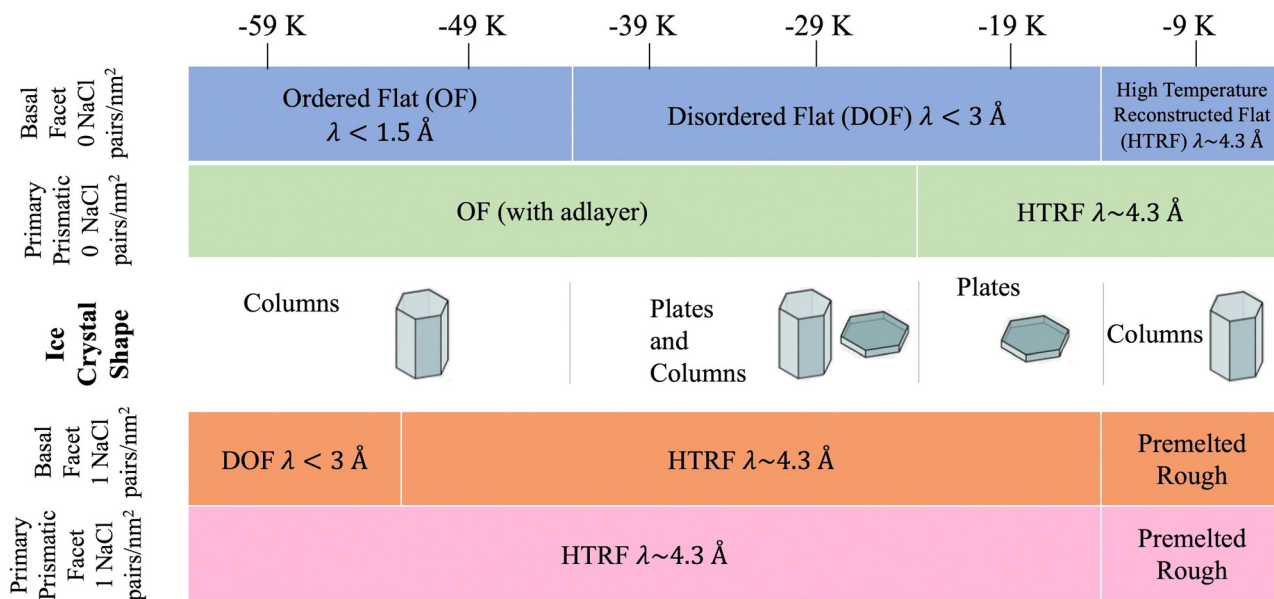 -59 K
-49 K
-39 K
-29 K
-19 K
-9 K
Basal
Facet
0 NaCl
pairs/nm²
Ordered Flat (OF)
λ < 1.5 Å
Disordered Flat (DOF) λ < 3 Å
High Temperature
Reconstructed Flat
(HTRF) λ~4.3 Å
Primary
Prismatic
0 NaCl
pairs/nm²
OF (with adlayer)
HTRF λ~4.3 Å
Ice
Crystal
Shape
Columns
Plates
and
Columns
Plates
Columns
Basal
Facet
1 NaCl
pairs/nm²
DOF λ < 3 Å
HTRF λ~4.3 Å
Premelted
Rough
Primary
Prismatic
Facet
1 NaCl
pairs/nm²
HTRF λ~4.3 Å
Premelted
Rough